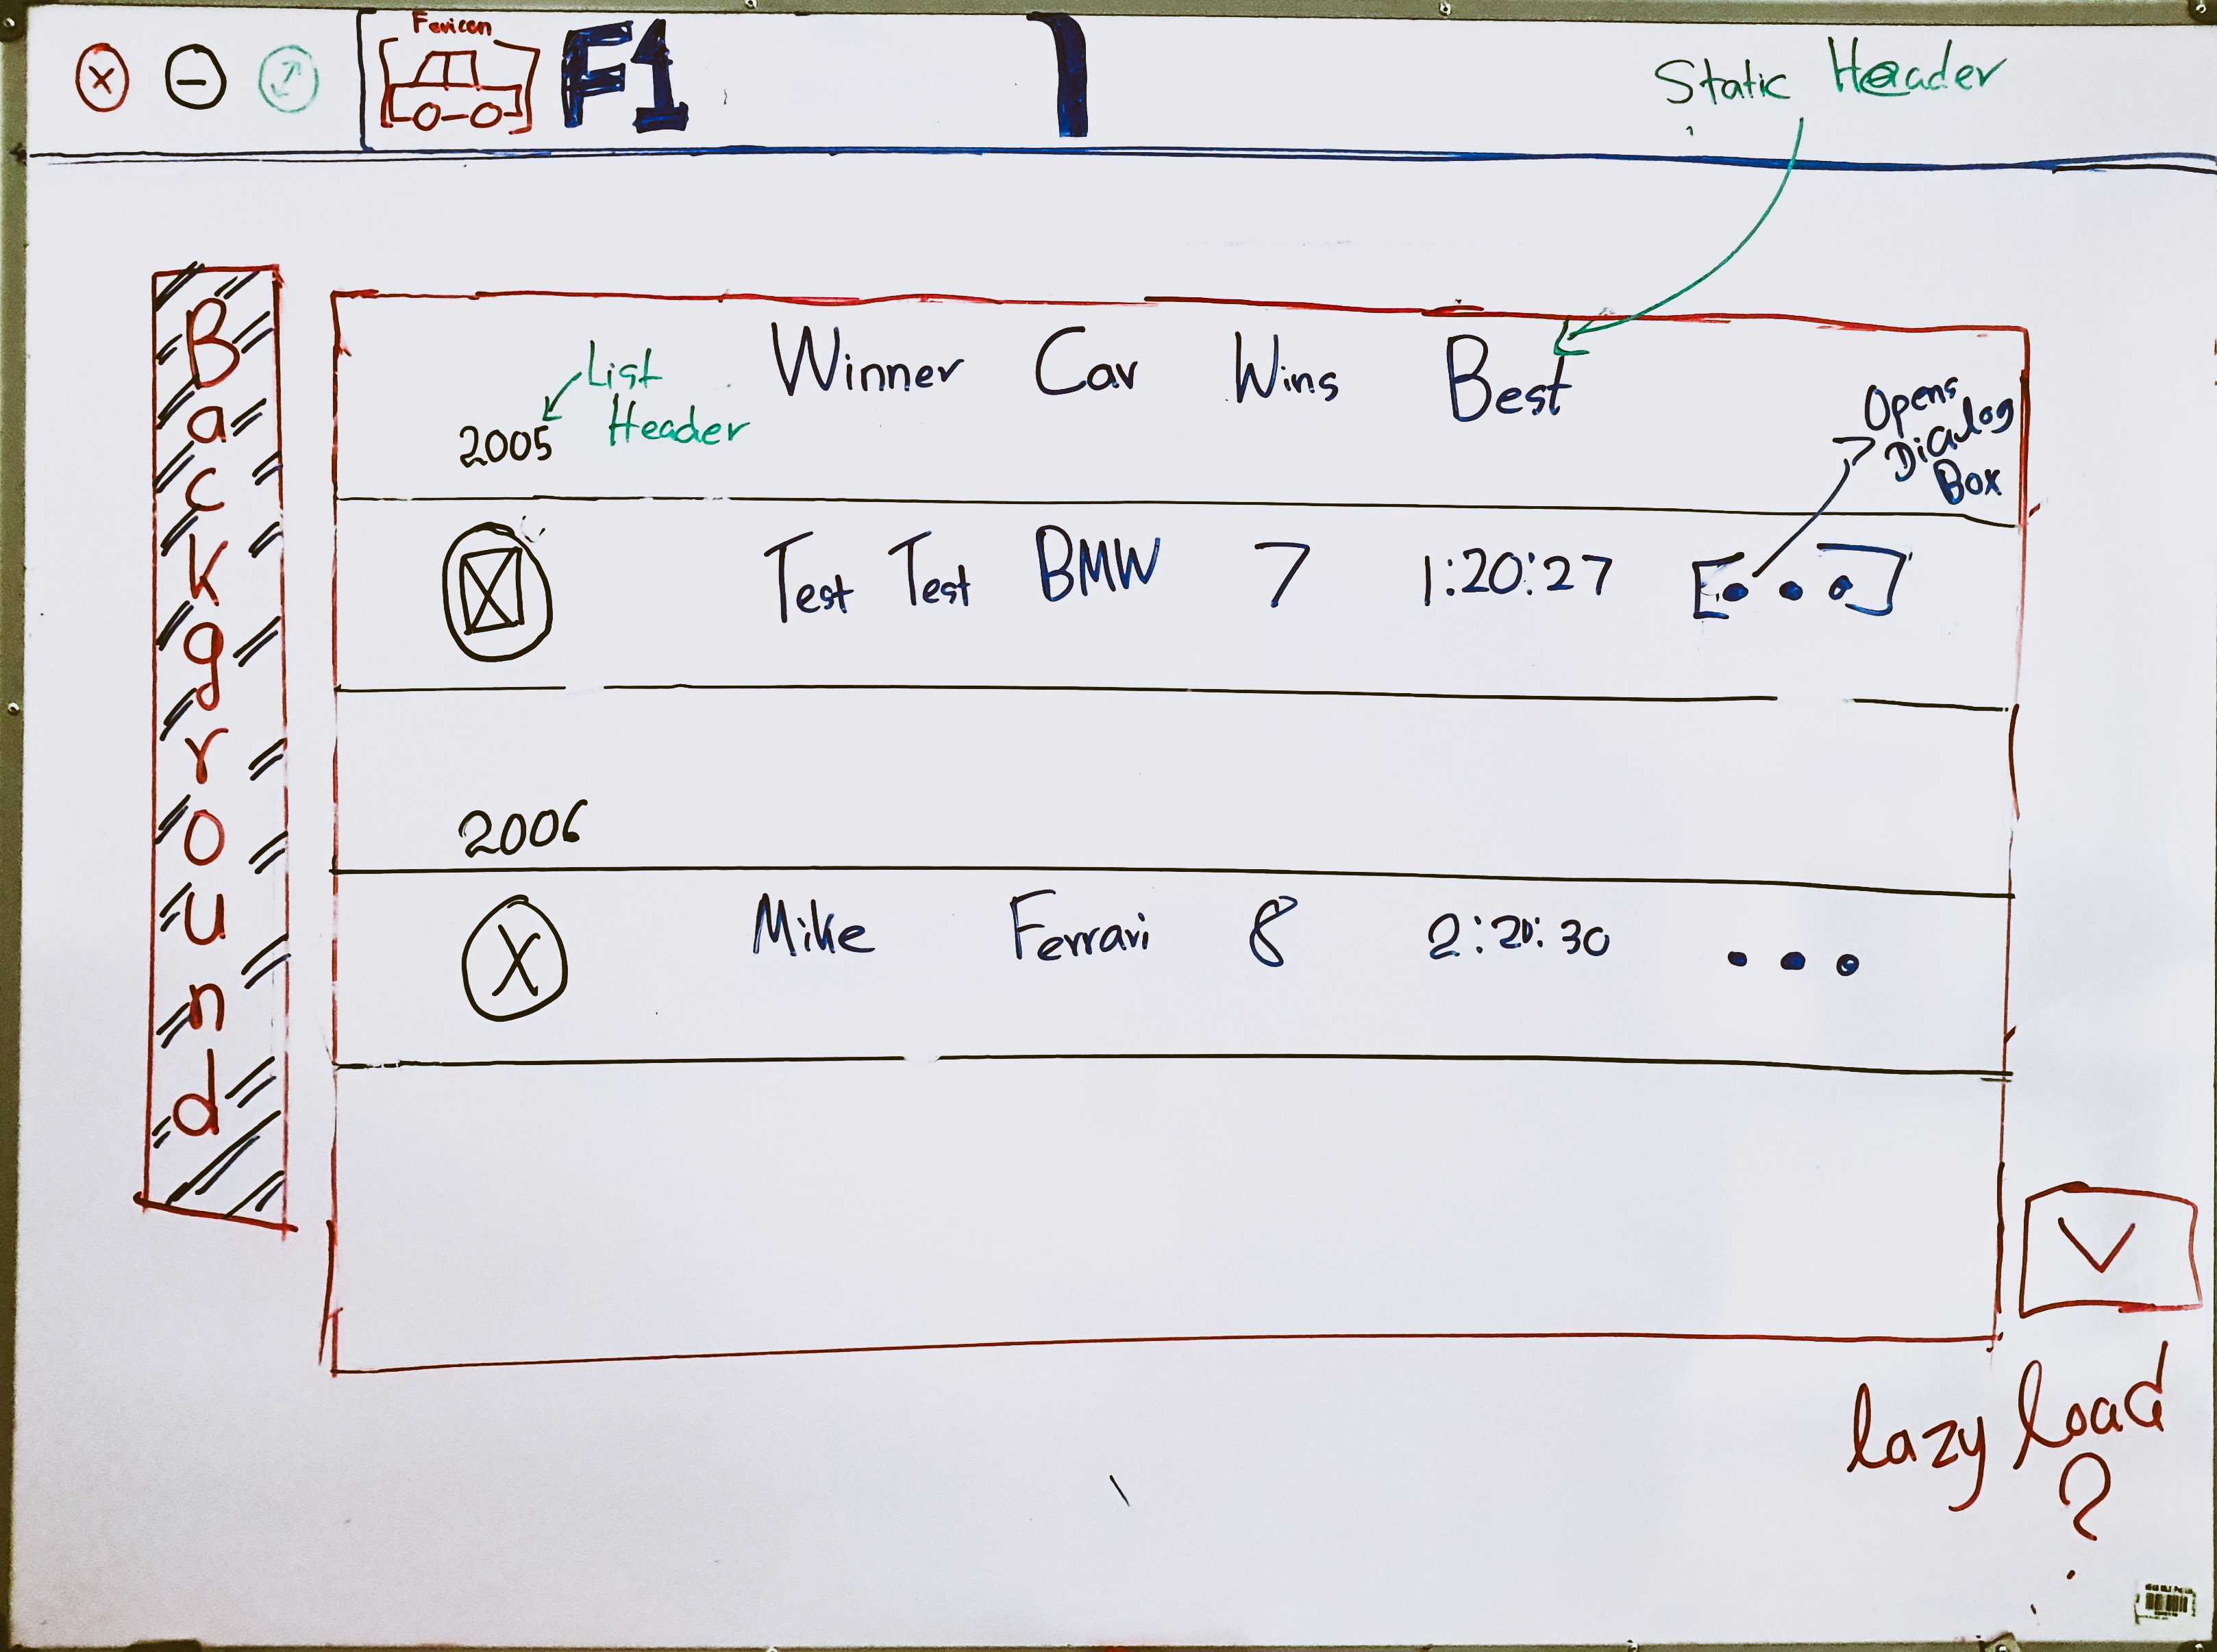 Favicon
F1
Static Header
Background
Winner Car Wins Best
List
Header
2005
Opens
Dialog
Box
Test Test BMW 7 1:20:27
2006
Mike Ferrari 8 2:20:30
lazy load
?